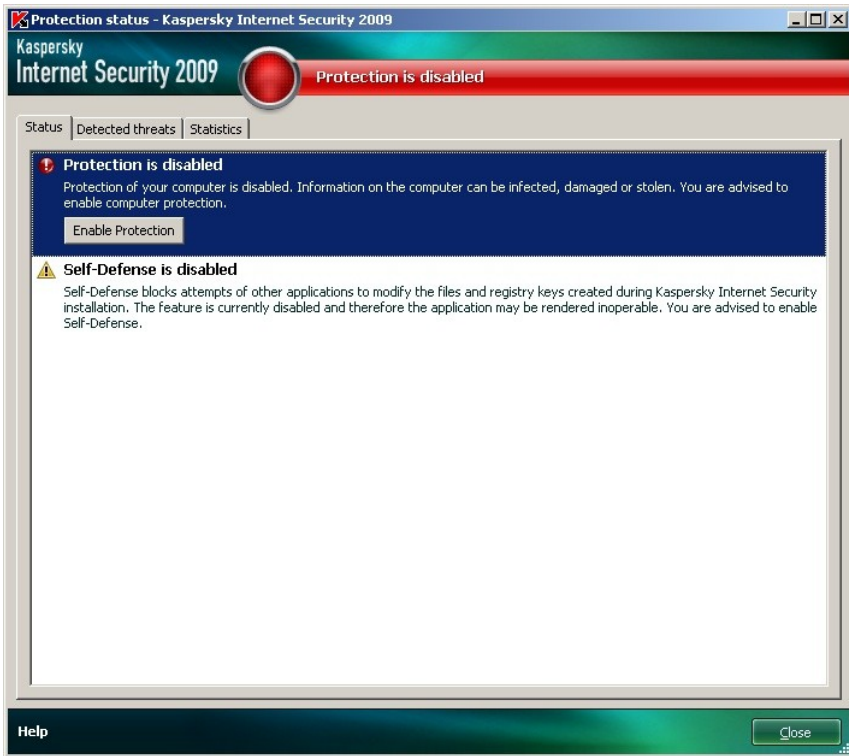 Protection status - Kaspersky Internet Security 2009
Kaspersky
Internet Security 2009
Protection is disabled
Status
Detected threats
Statistics
Protection is disabled
Protection of your computer is disabled. Information on the computer can be infected, damaged or stolen. You are advised to
enable computer protection.
Enable Protection
Self-Defense is disabled
Self-Defense blocks attempts of other applications to modify the files and registry keys created during Kaspersky Internet Security
installation. The feature is currently disabled and therefore the application may be rendered inoperable. You are advised to enable
Self-Defense.
Help
Close